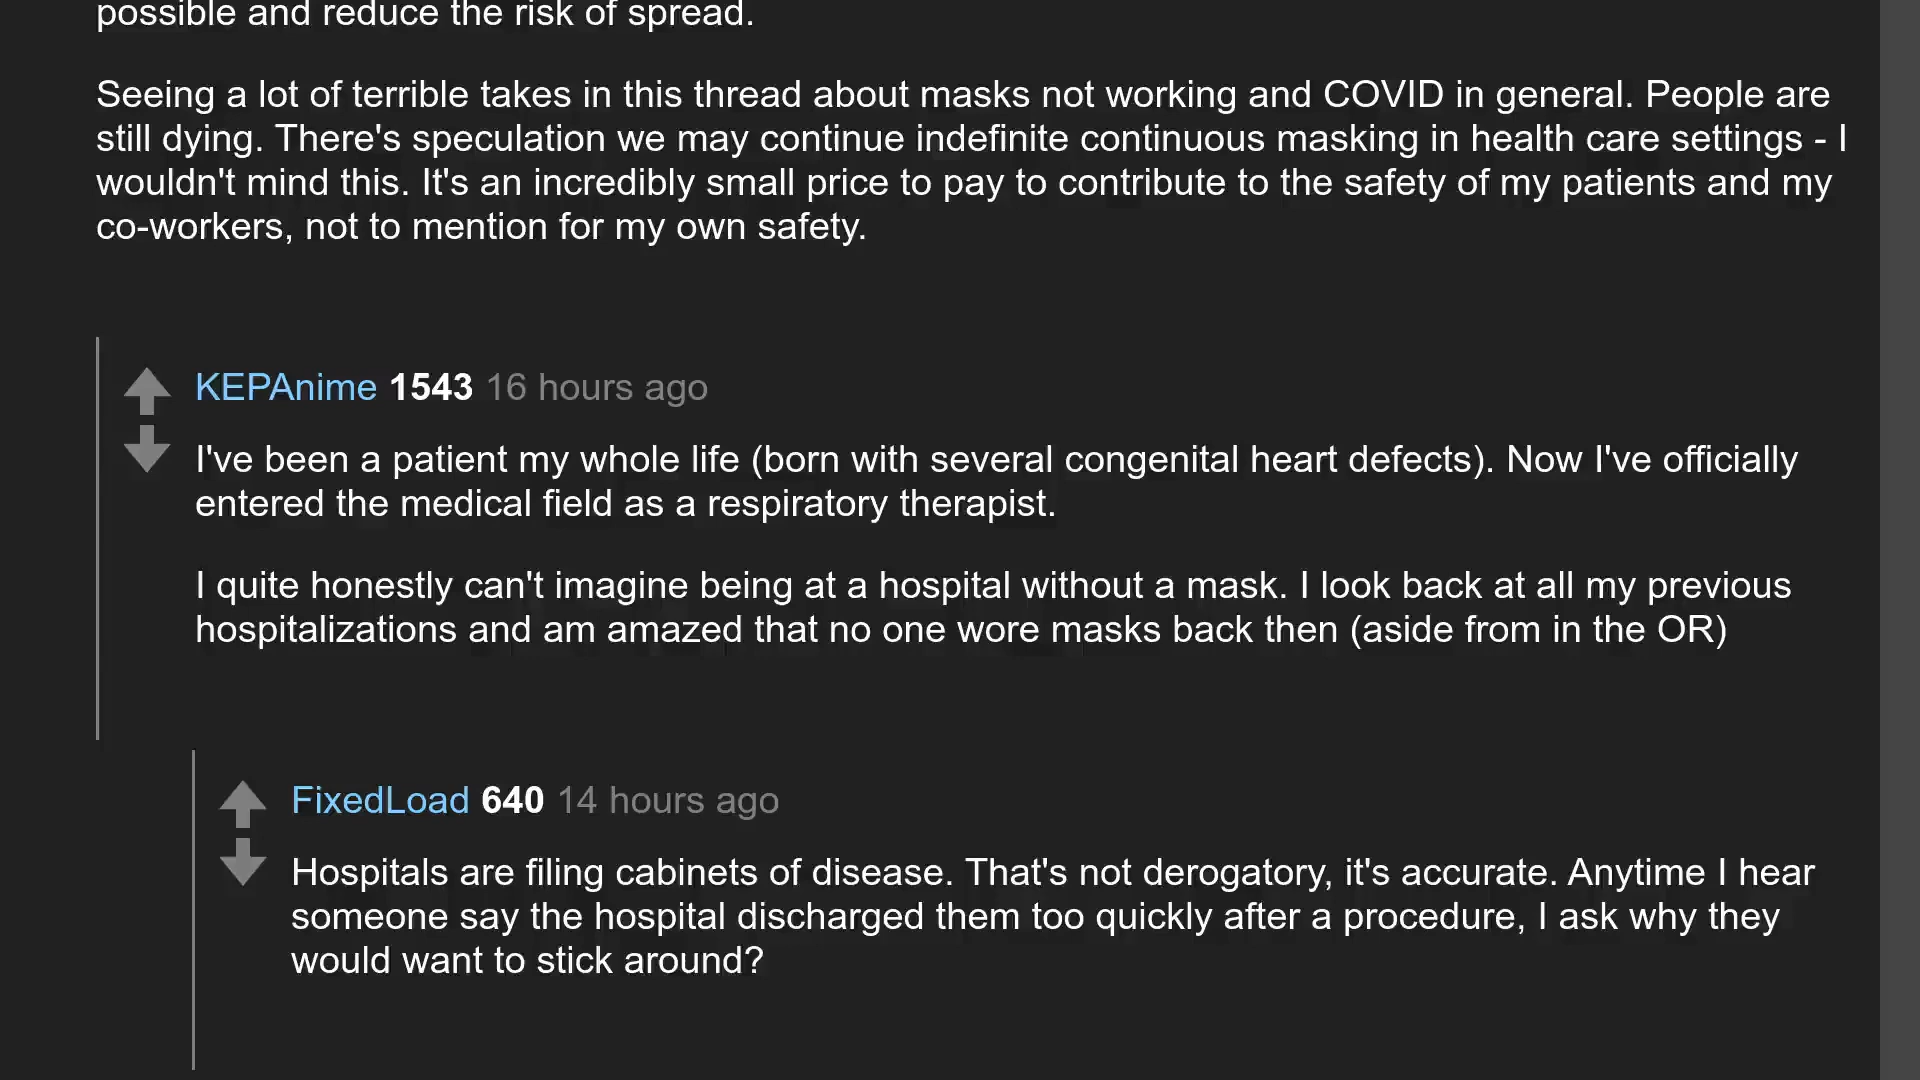 possible and reduce the risk of spread.
Seeing a lot of terrible takes in this thread about masks not working and COVID in general. People are
still dying. There's speculation we may continue indefinite continuous masking in health care settings - I
wouldn't mind this. It's an incredibly small price to pay to contribute to the safety of my patients and my
co-workers, not to mention for my own safety.
KEPAnime 1543 16 hours ago
I've been a patient my whole life (born with several congenital heart defects). Now I've officially
entered the medical field as a respiratory therapist.
I quite honestly can't imagine being at a hospital without a mask. I look back at all my previous
hospitalizations and am amazed that no one wore masks back then (aside from in the OR)
FixedLoad 640 14 hours ago
Hospitals are filing cabinets of disease. That's not derogatory, it's accurate. Anytime I hear
someone say the hospital discharged them too quickly after a procedure, I ask why they
would want to stick around?